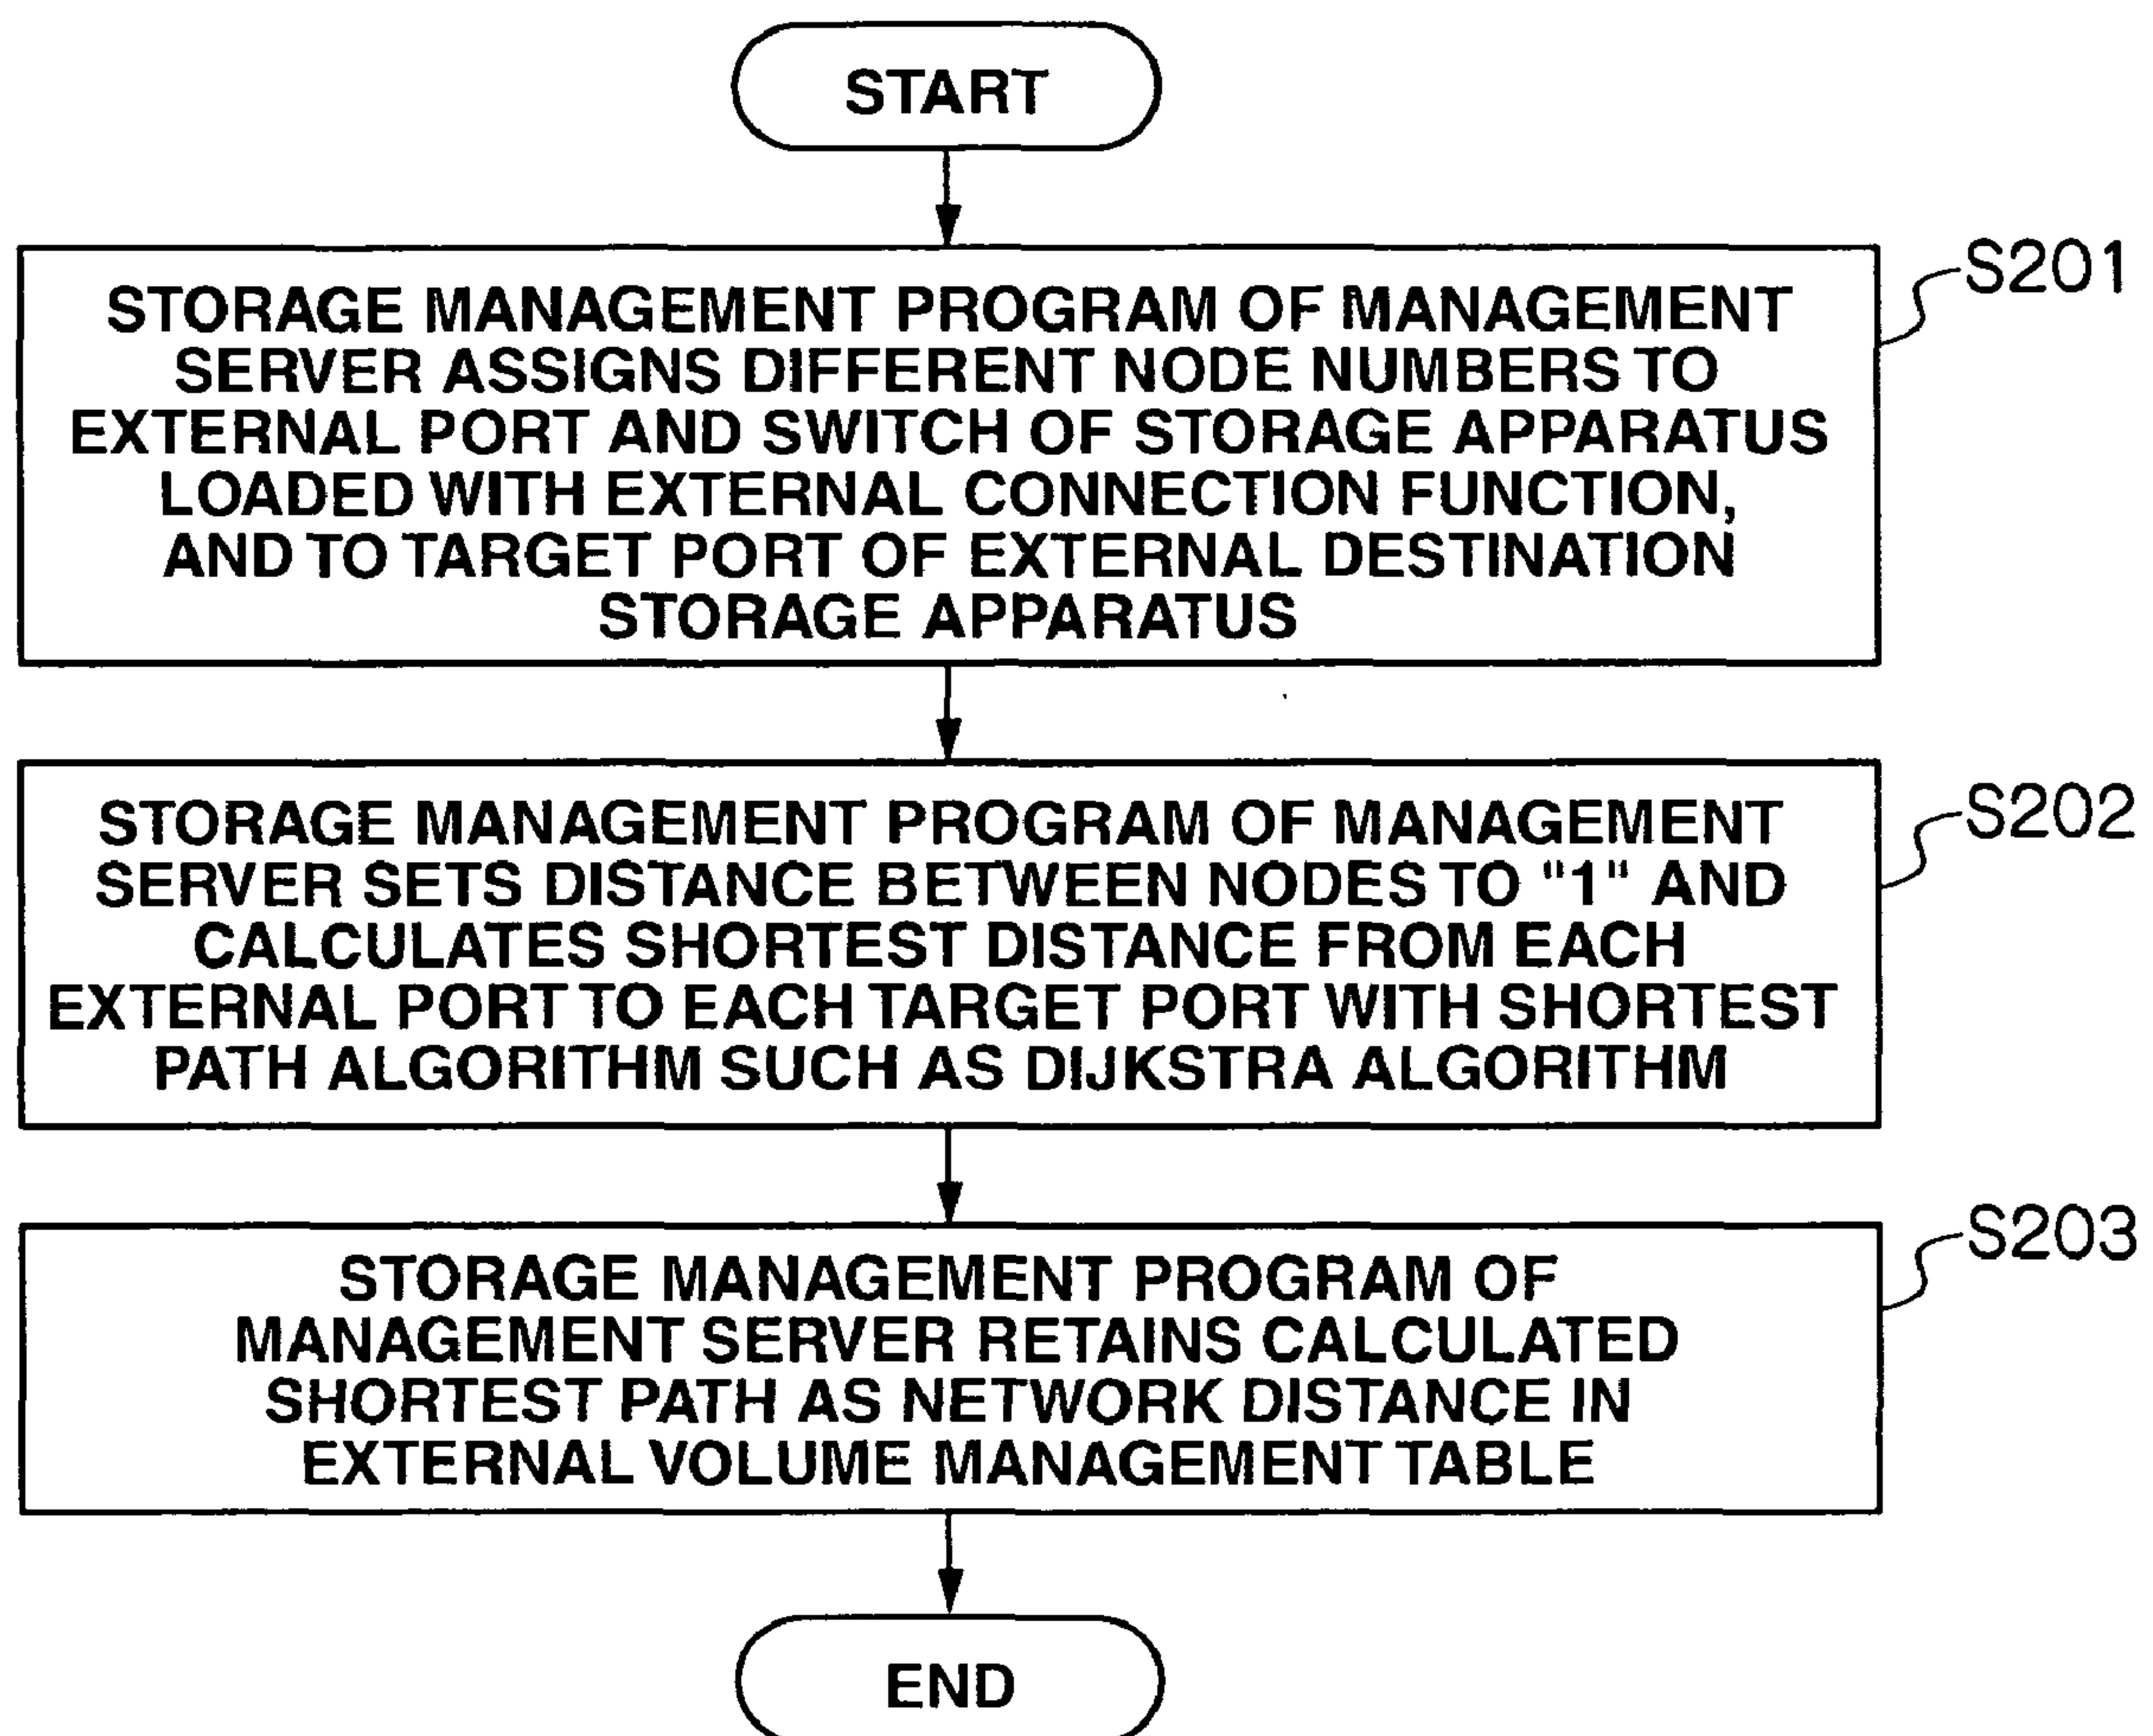 START
S201
STORAGE MANAGEMENT PROGRAM OF MANAGEMENT
SERVER ASSIGNS DIFFERENT NODE NUMBERS TO
EXTERNAL PORT AND SWITCH OF STORAGE APPARATUS
LOADED WITH EXTERNAL CONNECTION FUNCTION,
AND TO TARGET PORT OF EXTERNAL DESTINATION
STORAGE APPARATUS
S202
STORAGE MANAGEMENT PROGRAM OF MANAGEMENT
SERVER SETS DISTANCE BETWEEN NODES TO "1" AND
CALCULATES SHORTEST DISTANCE FROM EACH
EXTERNAL PORT TO EACH TARGET PORT WITH SHORTEST
PATH ALGORITHM SUCH AS DIJKSTRA ALGORITHM
S203
STORAGE MANAGEMENT PROGRAM OF
MANAGEMENT SERVER RETAINS CALCULATED
SHORTEST PATH AS NETWORK DISTANCE IN
EXTERNAL VOLUME MANAGEMENT TABLE
END